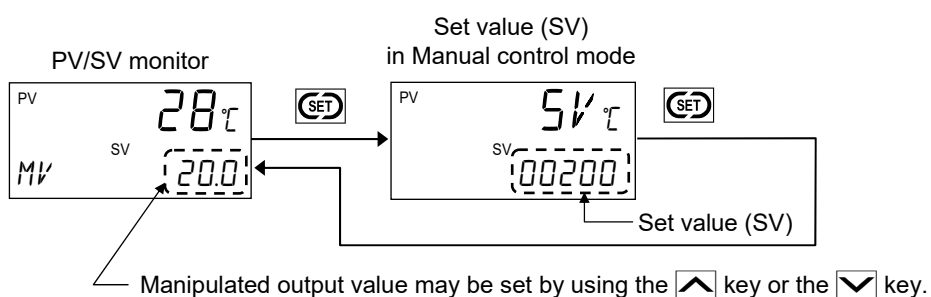 Set value (SV)
in Manual control mode
PV/SV monitor
PV
28℃
SET
PV
SV ℃
SET
SV
MV 20.0
SV
00200
Set value (SV)
Manipulated output value may be set by using the key or the key.